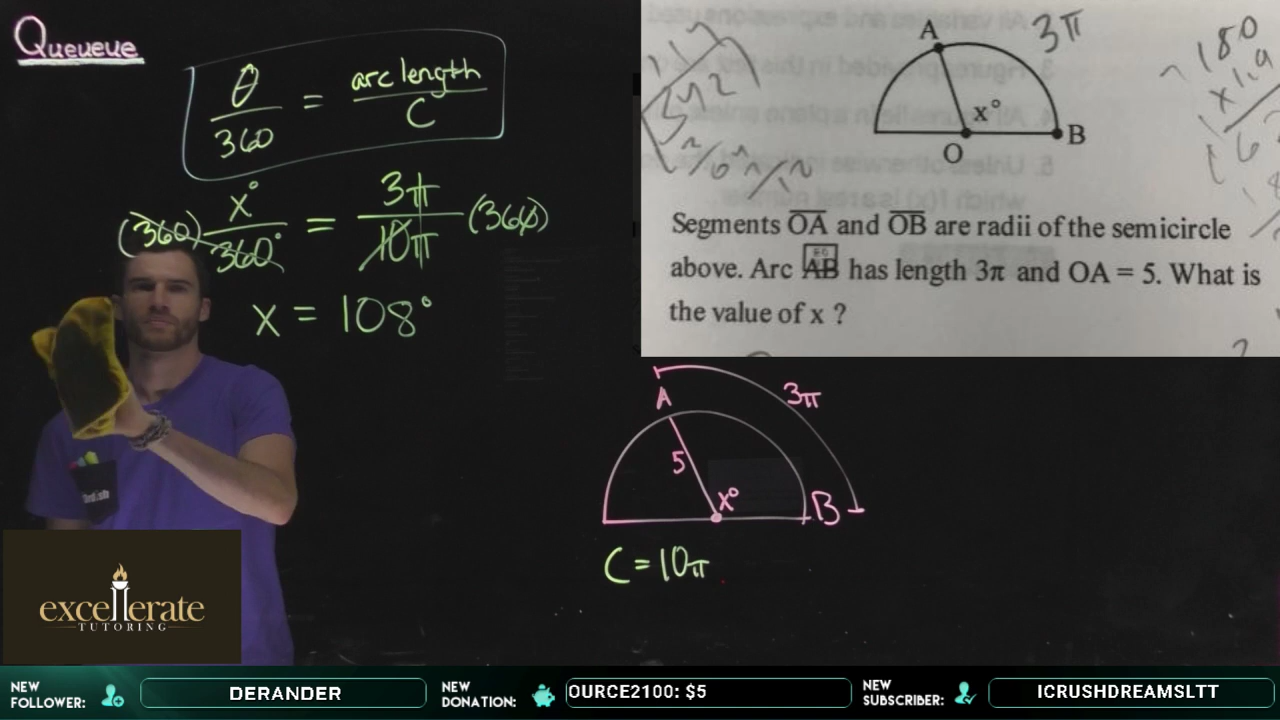 Queueue
θ/360 = arc length/C
(360) x°/360° = 3π/10π (360)
x = 108°
A
3π
x°
O
B
180
Segments OA and OB are radii of the semicircle
above. Arc AB has length 3π and OA = 5. What is
the value of x ?
A
3π
5
x°
B
C = 10π
excellerate
TUTORING
NEW
FOLLOWER:
DERANDER
NEW
DONATION:
OURCE2100: $5
NEW
SUBSCRIBER:
ICRUSHDREAMSLTT